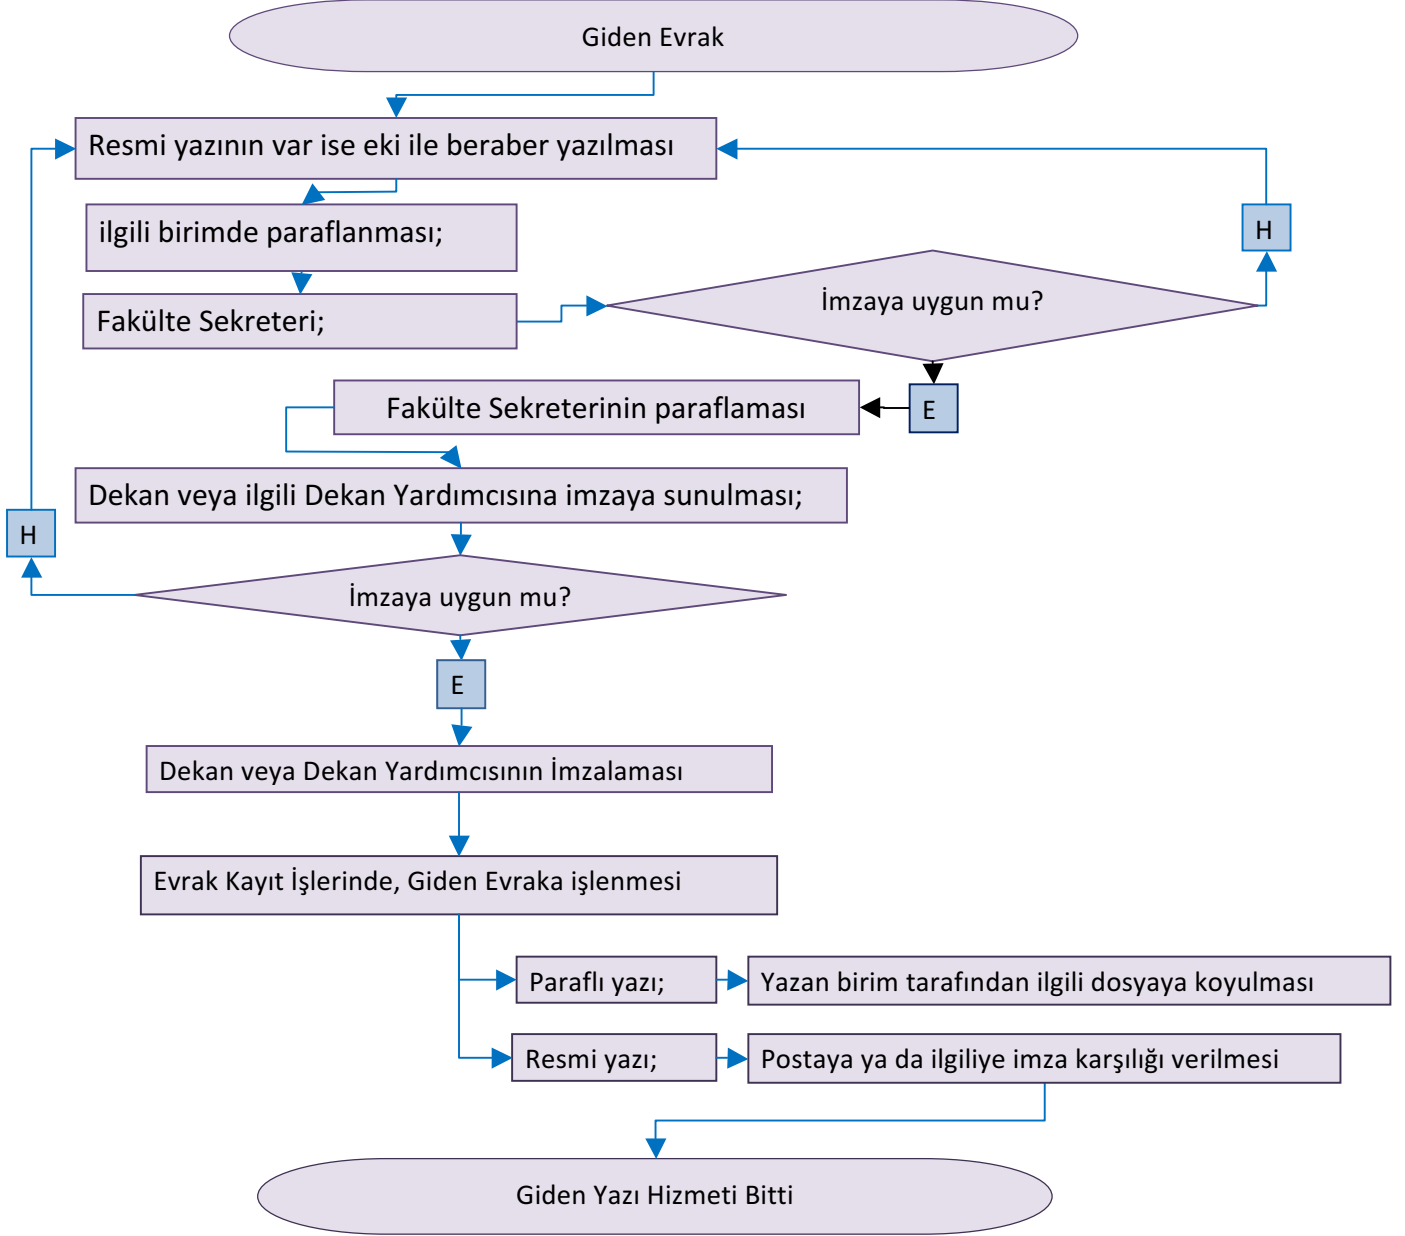 Giden Evrak
Resmi yazının var ise eki ile beraber yazılması
ilgili birimde paraflanması;
H
Fakülte Sekreteri;
İmzaya uygun mu?
Fakülte Sekreterinin paraflaması
E
Dekan veya ilgili Dekan Yardımcısına imzaya sunulması;
H
İmzaya uygun mu?
E
Dekan veya Dekan Yardımcısının İmzalaması
Evrak Kayıt İşlerinde, Giden Evraka işlenmesi
Paraflı yazı;
Yazan birim tarafından ilgili dosyaya koyulması
Resmi yazı;
Postaya ya da ilgiliye imza karşılığı verilmesi
Giden Yazı Hizmeti Bitti